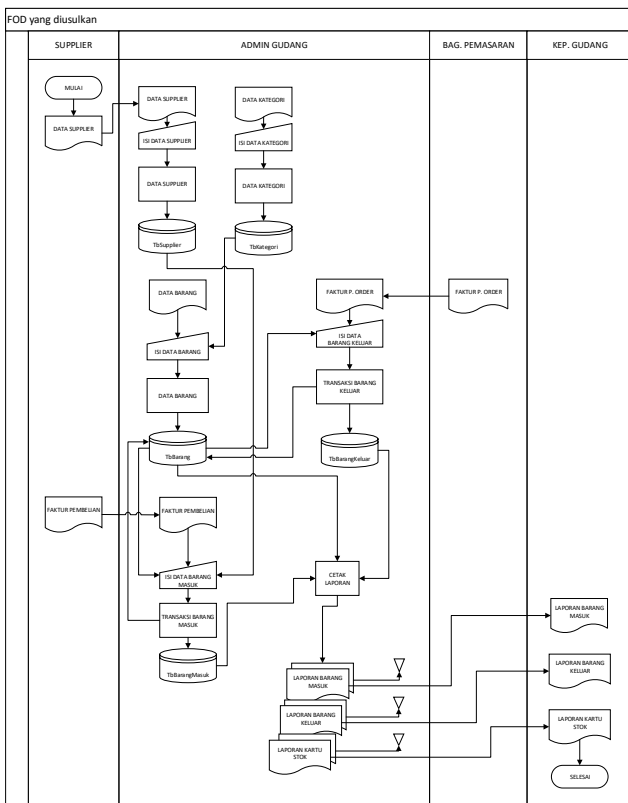 FOD yang diusulkan
SUPPLIER
ADMIN GUDANG
BAG. PEMASARAN
KEP. GUDANG
MULAI
DATA SUPPLIER
DATA SUPPLIER
ISI DATA SUPPLIER
DATA SUPPLIER
TbSupplier
DATA KATEGORI
ISI DATA KATEGORI
DATA KATEGORI
TbKategori
DATA BARANG
ISI DATA BARANG
DATA BARANG
TbBarang
FAKTUR P. ORDER
FAKTUR P. ORDER
ISI DATA
BARANG KELUAR
TRANSAKSI BARANG
KELUAR
TbBarangKeluar
FAKTUR PEMBELIAN
FAKTUR PEMBELIAN
ISI DATA BARANG
MASUK
TRANSAKSI BARANG
MASUK
TbBarangMasuk
CETAK
LAPORAN
LAPORAN BARANG
MASUK
LAPORAN BARANG
KELUAR
LAPORAN KARTU
STOK
LAPORAN BARANG
MASUK
LAPORAN BARANG
KELUAR
LAPORAN KARTU
STOK
SELESAI